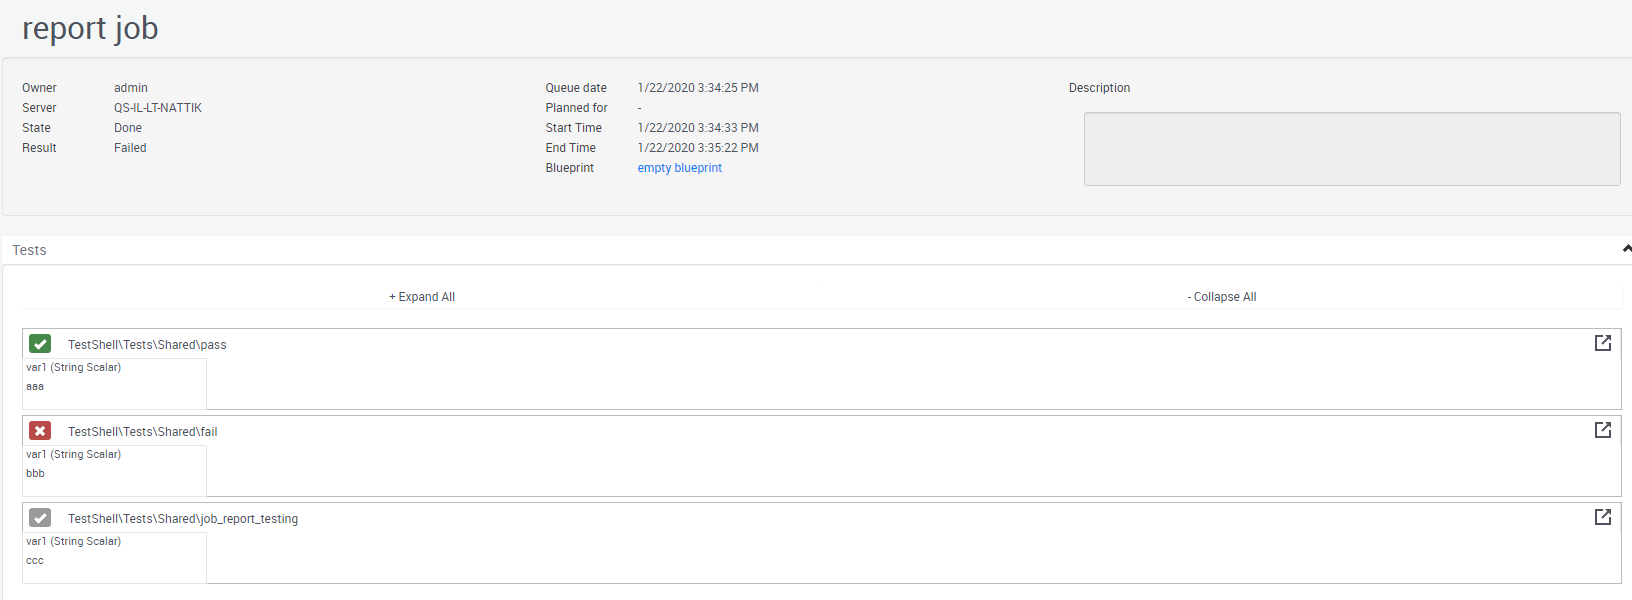 report job
Owner admin
Server QS-IL-LT-NATTIK
State Done
Result Failed
Queue date 1/22/2020 3:34:25 PM
Planned for -
Start Time 1/22/2020 3:34:33 PM
End Time 1/22/2020 3:35:22 PM
Blueprint empty blueprint
Description
Tests
+ Expand All
- Collapse All
TestShell\Tests\Shared\pass
var1 (String Scalar)
aaa
TestShell\Tests\Shared\fail
var1 (String Scalar)
bbb
TestShell\Tests\Shared\job_report_testing
var1 (String Scalar)
ccc